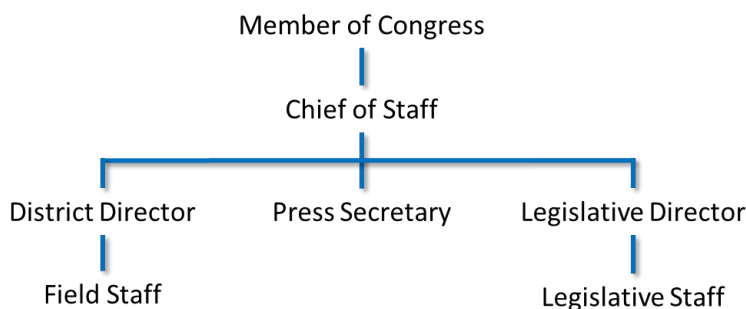 Member of Congress
Chief of Staff
District Director
Press Secretary
Legislative Director
Field Staff
Legislative Staff